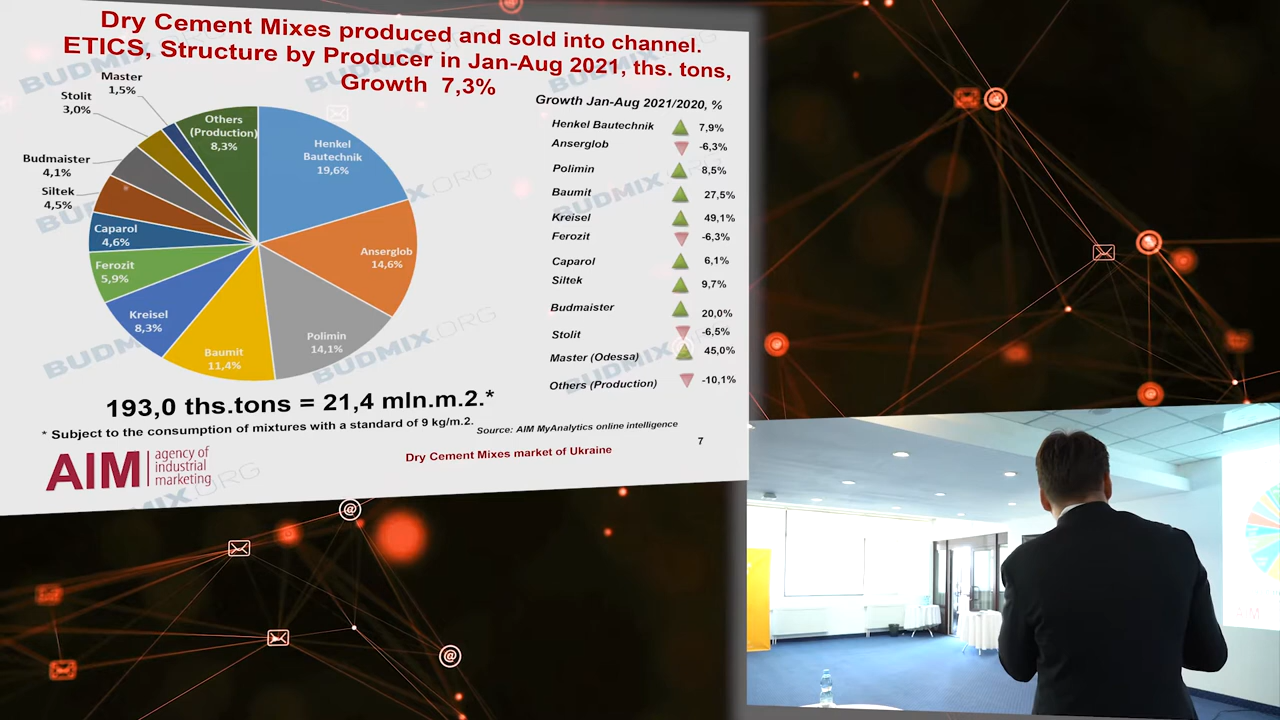 Dry Cement Mixes produced and sold into channel.
ETICS, Structure by Producer in Jan-Aug 2021, ths. tons,
Growth 7,3%
Master
1,5%
Stolit
3,0%
Budmaister
4,1%
Siltek
4,5%
Caparol
4,6%
Ferozit
5,9%
Kreisel
8,3%
Baumit
11,4%
Polimin
14,1%
Anserglob
14,6%
Henkel
Bautechnik
19,6%
Others
(Production)
8,3%
Growth Jan-Aug 2021/2020, %
Henkel Bautechnik 7,9%
Anserglob -6,3%
Polimin 8,5%
Baumit 27,5%
Kreisel 49,1%
Ferozit -6,3%
Caparol 6,1%
Siltek 9,7%
Budmaister 20,0%
Stolit -6,5%
Master (Odessa) 45,0%
Others (Production) -10,1%
193,0 ths.tons = 21,4 mln.m.2.*
* Subject to the consumption of mixtures with a standard of 9 kg/m.2.
Source: AIM MyAnalytics online intelligence
7
Dry Cement Mixes market of Ukraine
AIM
agency of
industrial
marketing
BUDMIX.ORG